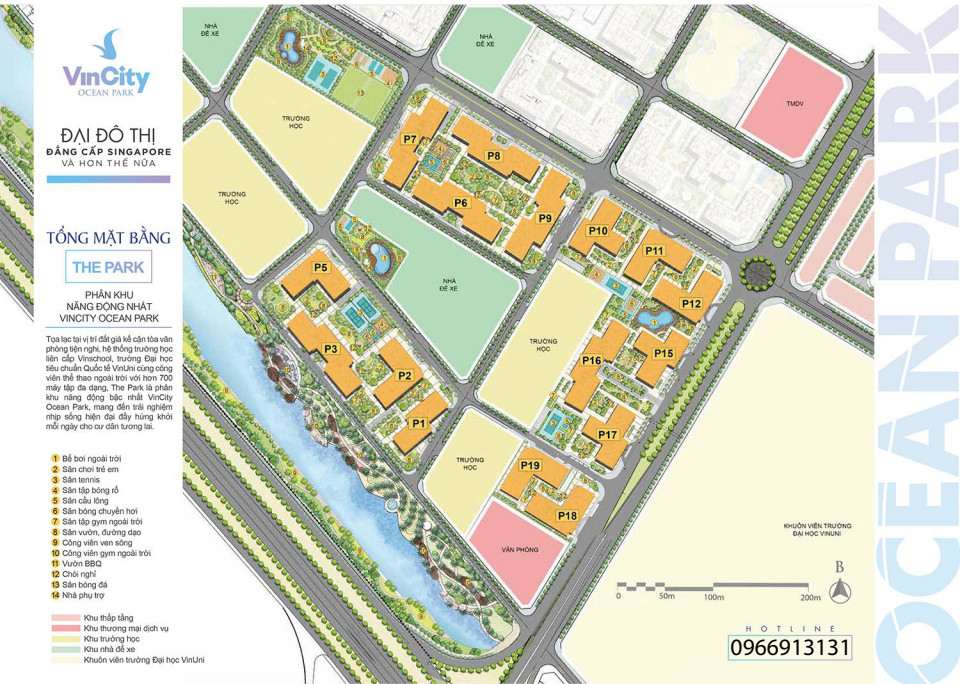 VinCity
OCEAN PARK
ĐẠI ĐÔ THỊ
ĐẲNG CẤP SINGAPORE
VÀ HƠN THẾ NỮA
TỔNG MẶT BẰNG
THE PARK
PHÂN KHU
NĂNG ĐỘNG NHẤT
VINCITY OCEAN PARK
Tọa lạc tại vị trí đất giá kề cận tòa văn
phòng tiện nghi, hệ thống trường học
liên cấp Vinschool, trường Đại học
tiêu chuẩn Quốc tế VinUni cùng công
viên thể thao ngoài trời với hơn 700
máy tập đa dạng, The Park là phân
khu năng động bậc nhất VinCity
Ocean Park, mang đến trải nghiệm
nhịp sống hiện đại đầy hứng khởi
mỗi ngày cho cư dân tương lai.
1 Bể bơi ngoài trời
2 Sân chơi trẻ em
3 Sân tennis
4 Sân tập bóng rổ
5 Sân cầu lông
6 Sân bóng chuyền hơi
7 Sân tập gym ngoài trời
8 Sân vườn, đường dạo
9 Công viên ven sông
10 Công viên gym ngoài trời
11 Vườn BBQ
12 Chòi nghỉ
13 Sân bóng đá
14 Nhà phụ trợ
Khu thấp tầng
Khu thương mại dịch vụ
Khu trường học
Khu nhà để xe
Khuôn viên trường Đại học VinUni
NHÀ
ĐỂ XE
NHÀ
ĐỂ XE
TMDV
TRƯỜNG
HỌC
TRƯỜNG
HỌC
13
P7
P8
P6
P9
P10
P11
P12
P5
NHÀ
ĐỂ XE
TRƯỜNG
HỌC
P3
P2
P1
P16
P15
P17
TRƯỜNG
HỌC
P19
P18
VĂN PHÒNG
KHUÔN VIÊN TRƯỜNG
ĐẠI HỌC VINUNI
B
0 50m 100m 200m
HOTLINE
0966913131
OCEAN PARK